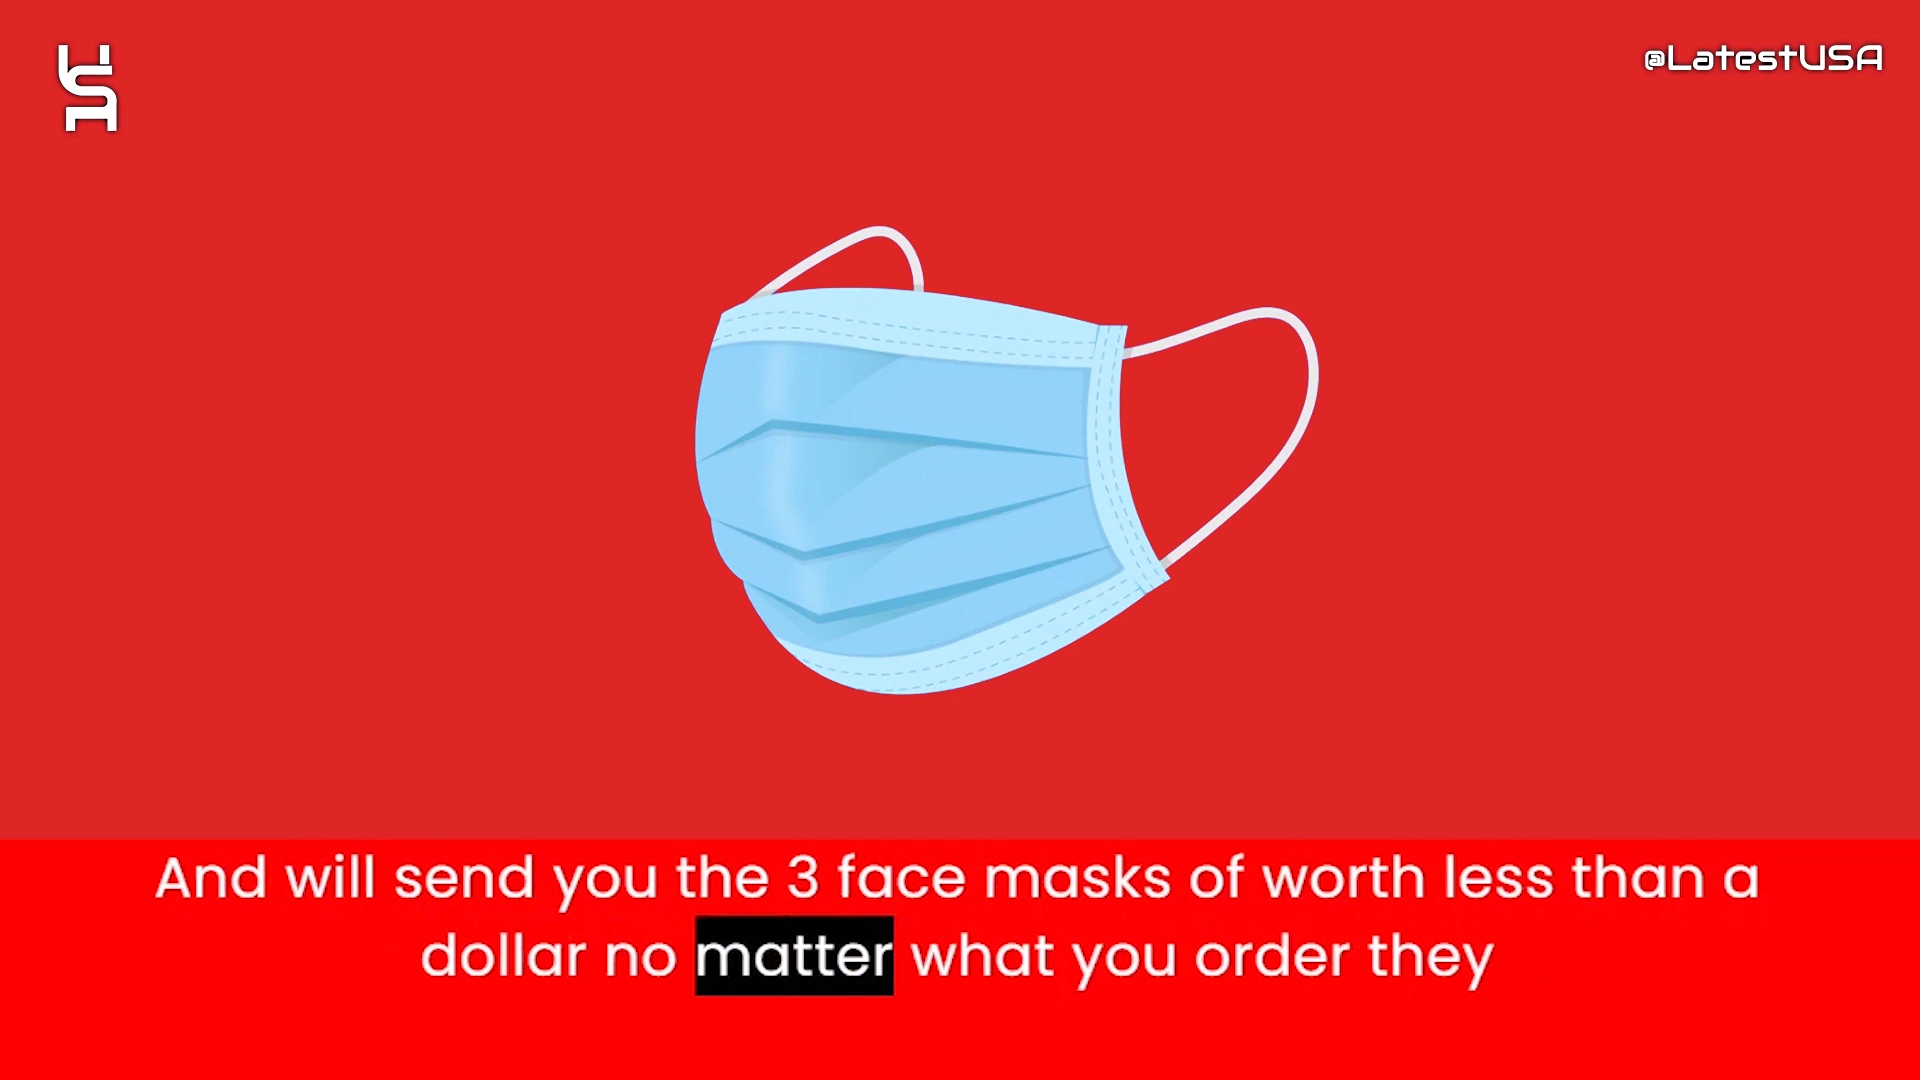 USA
@LatestUSA
And will send you the 3 face masks of worth less than a
dollar no matter what you order they